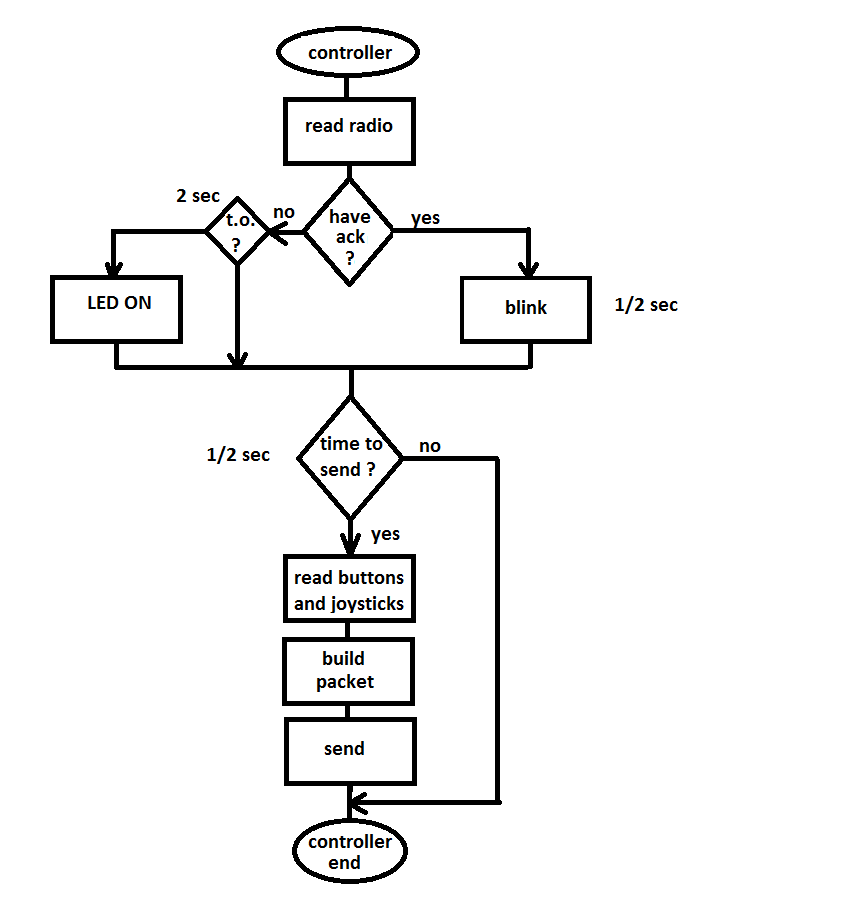 controller
read radio
2 sec
t.o.
?
no
have
ack
?
yes
LED ON
blink
1/2 sec
1/2 sec
time to
send ?
no
yes
read buttons
and joysticks
build
packet
send
controller
end